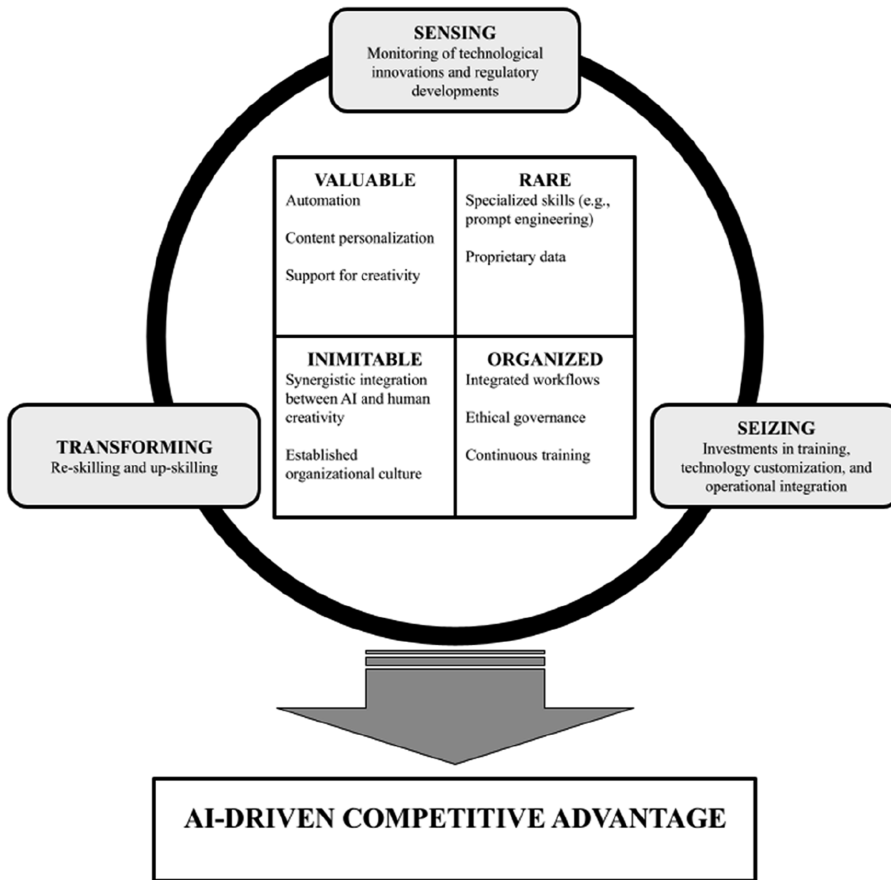 SENSING
Monitoring of technological
innovations and regulatory
developments
VALUABLE
Automation
Content personalization
Support for creativity
RARE
Specialized skills (e.g.,
prompt engineering)
Proprietary data
INIMITABLE
Synergistic integration
between AI and human
creativity
Established
organizational culture
ORGANIZED
Integrated workflows
Ethical governance
Continuous training
TRANSFORMING
Re-skilling and up-skilling
SEIZING
Investments in training,
technology customization, and
operational integration
AI-DRIVEN COMPETITIVE ADVANTAGE